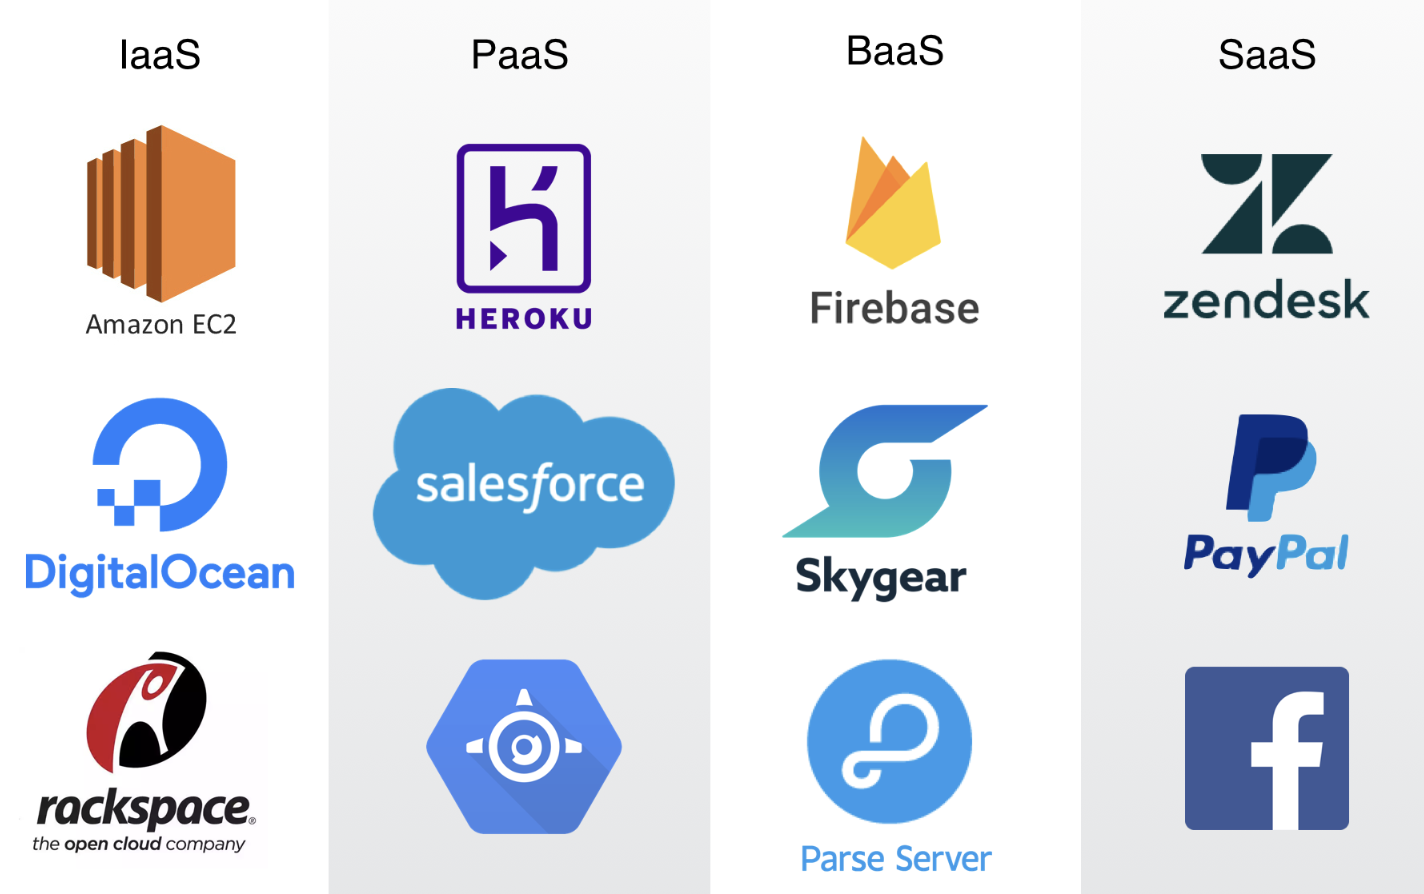 IaaS
PaaS
BaaS
SaaS
Amazon EC2
HEROKU
Firebase
zendesk
DigitalOcean
salesforce
Skygear
PayPal
rackspace®
the open cloud company
Parse Server